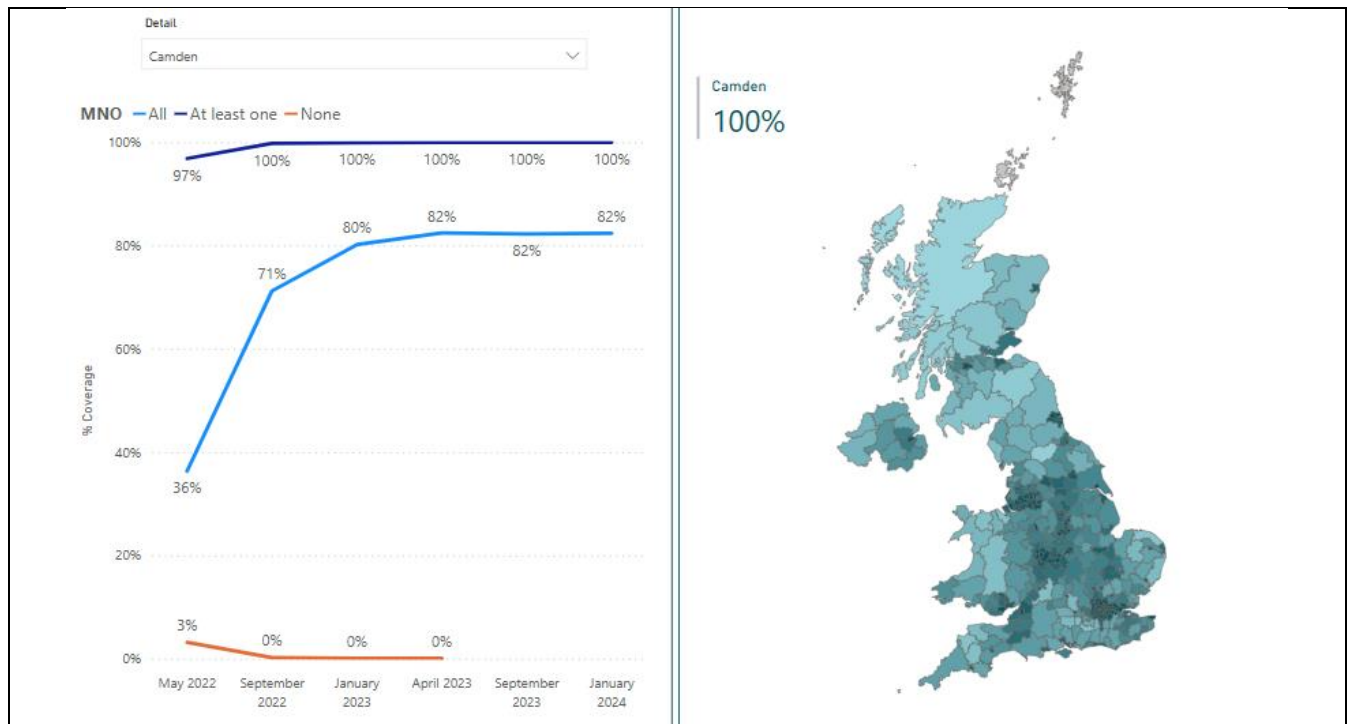 Detail
Camden
MNO All At least one None
100%
97%
100%
100%
100%
100%
100%
82%
82%
80%
82%
80%
71%
60%
% Coverage
40%
36%
20%
3%
0%
0%
0%
0%
May 2022
September 2022
January 2023
April 2023
September 2023
January 2024
Camden
100%